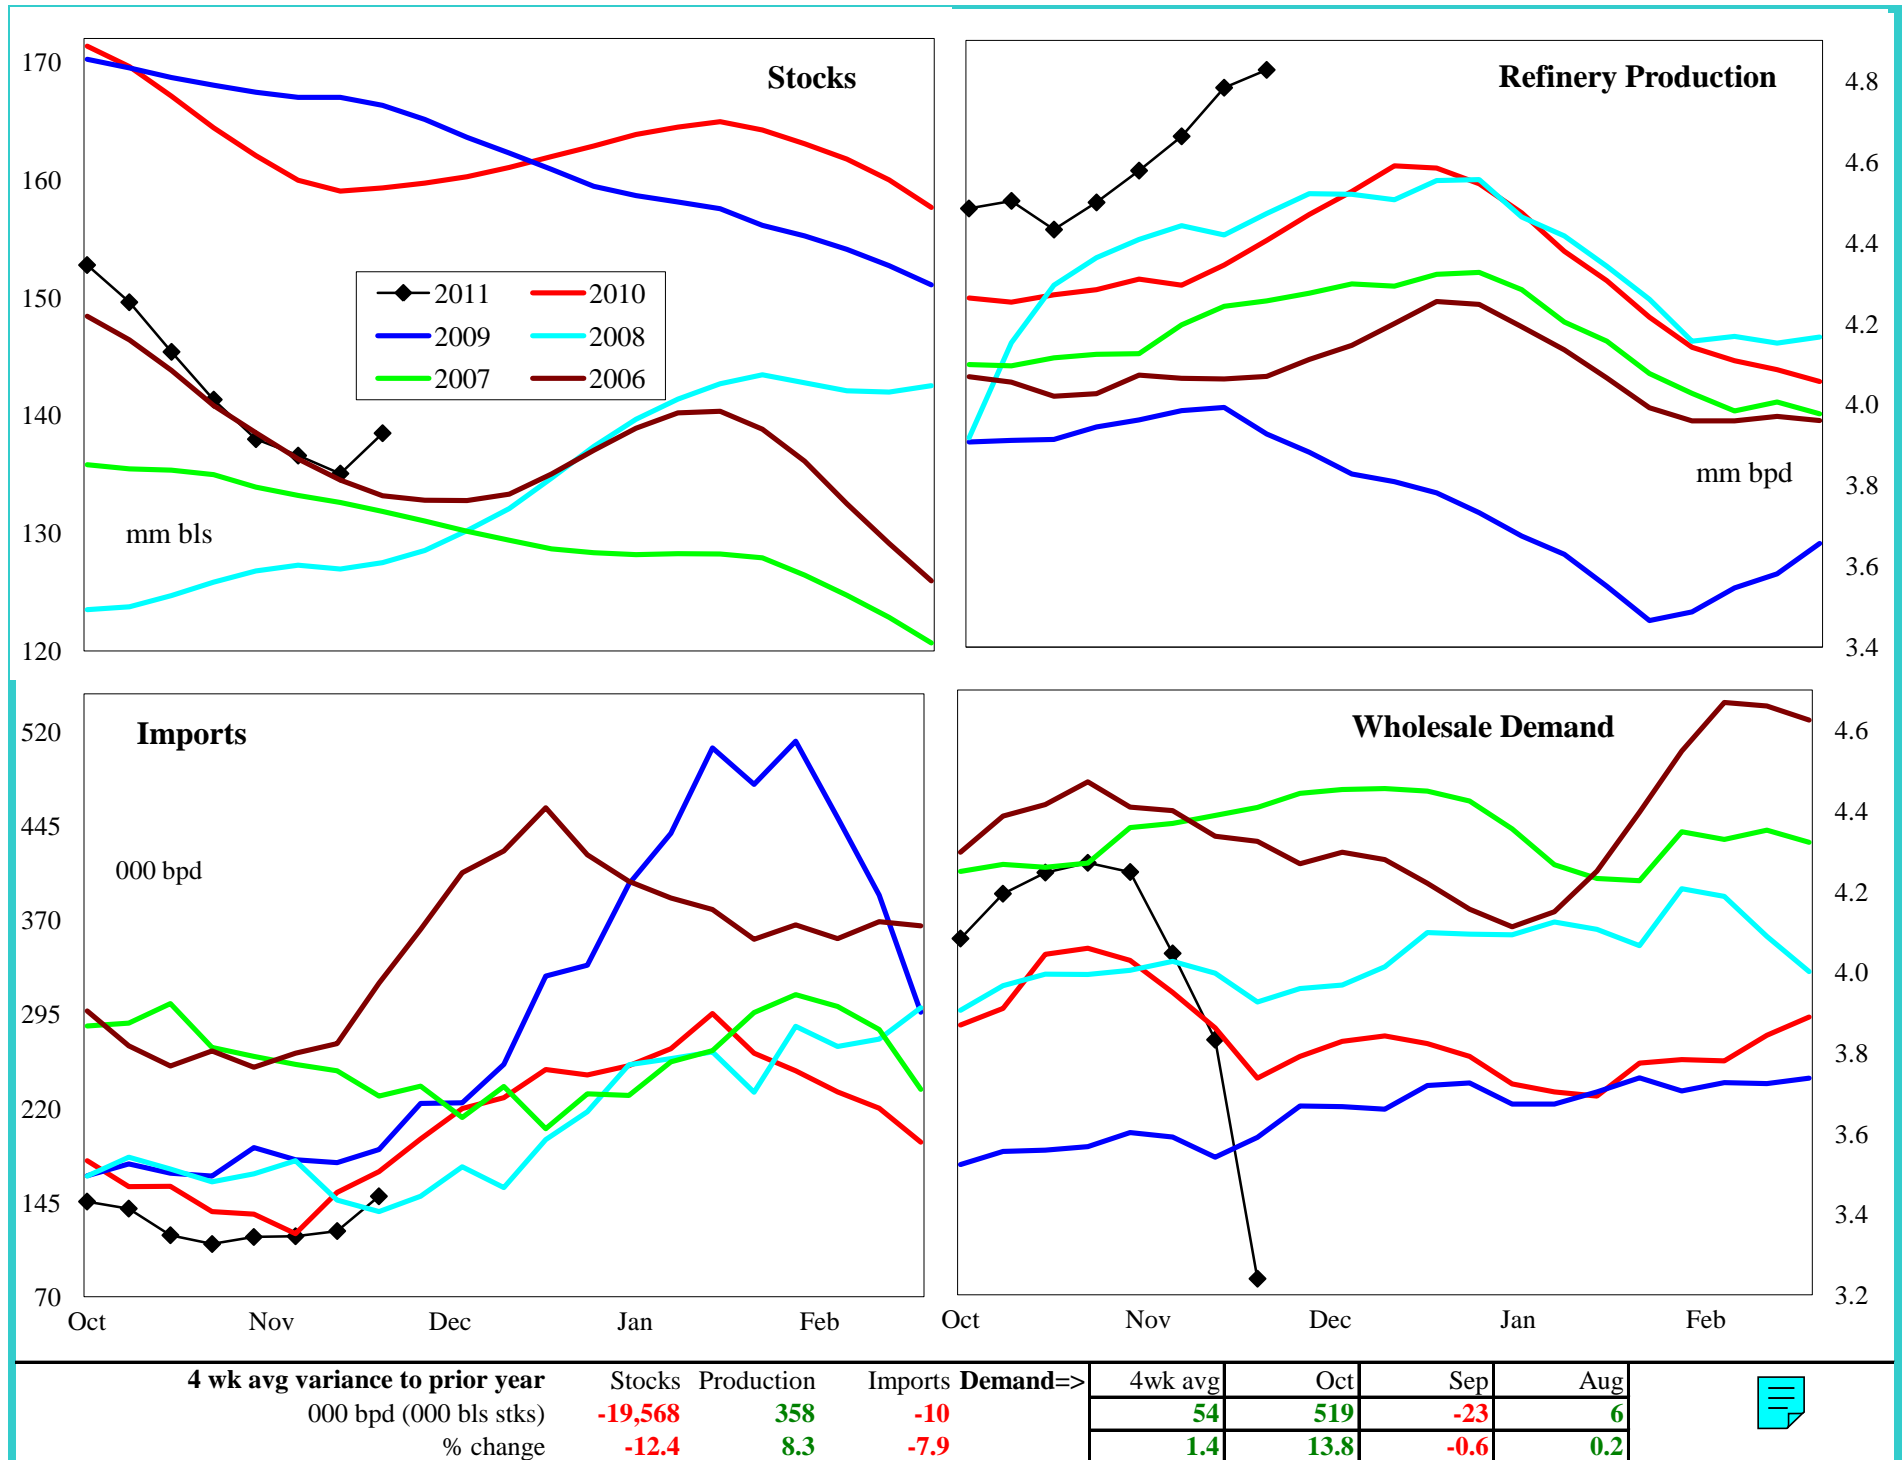 Stocks
170
160
150
140
130
120
mm bls
2011 2010
2009 2008
2007 2006
Refinery Production
4.8
4.6
4.4
4.2
4.0
3.8
3.6
3.4
mm bpd
Imports
520
445
370
295
220
145
70
000 bpd
Oct Nov Dec Jan Feb
Wholesale Demand
4.6
4.4
4.2
4.0
3.8
3.6
3.4
3.2
Oct Nov Dec Jan Feb
4 wk avg variance to prior year Stocks Production Imports Demand=> 4wk avg Oct Sep Aug
000 bpd (000 bls stks) -19,568 358 -10 54 519 -23 6
% change -12.4 8.3 -7.9 1.4 13.8 -0.6 0.2